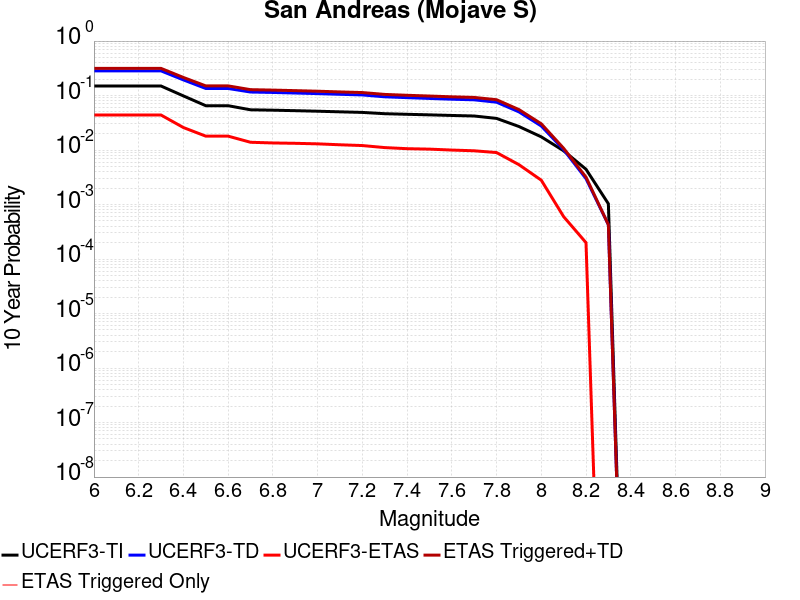 San Andreas (Mojave S)
10^0
10^-1
10^-2
10^-3
10^-4
10^-5
10^-6
10^-7
10^-8
10 Year Probability
6 6.2 6.4 6.6 6.8 7 7.2 7.4 7.6 7.8 8 8.2 8.4 8.6 8.8 9
Magnitude
UCERF3-TI UCERF3-TD UCERF3-ETAS ETAS Triggered+TD
ETAS Triggered Only